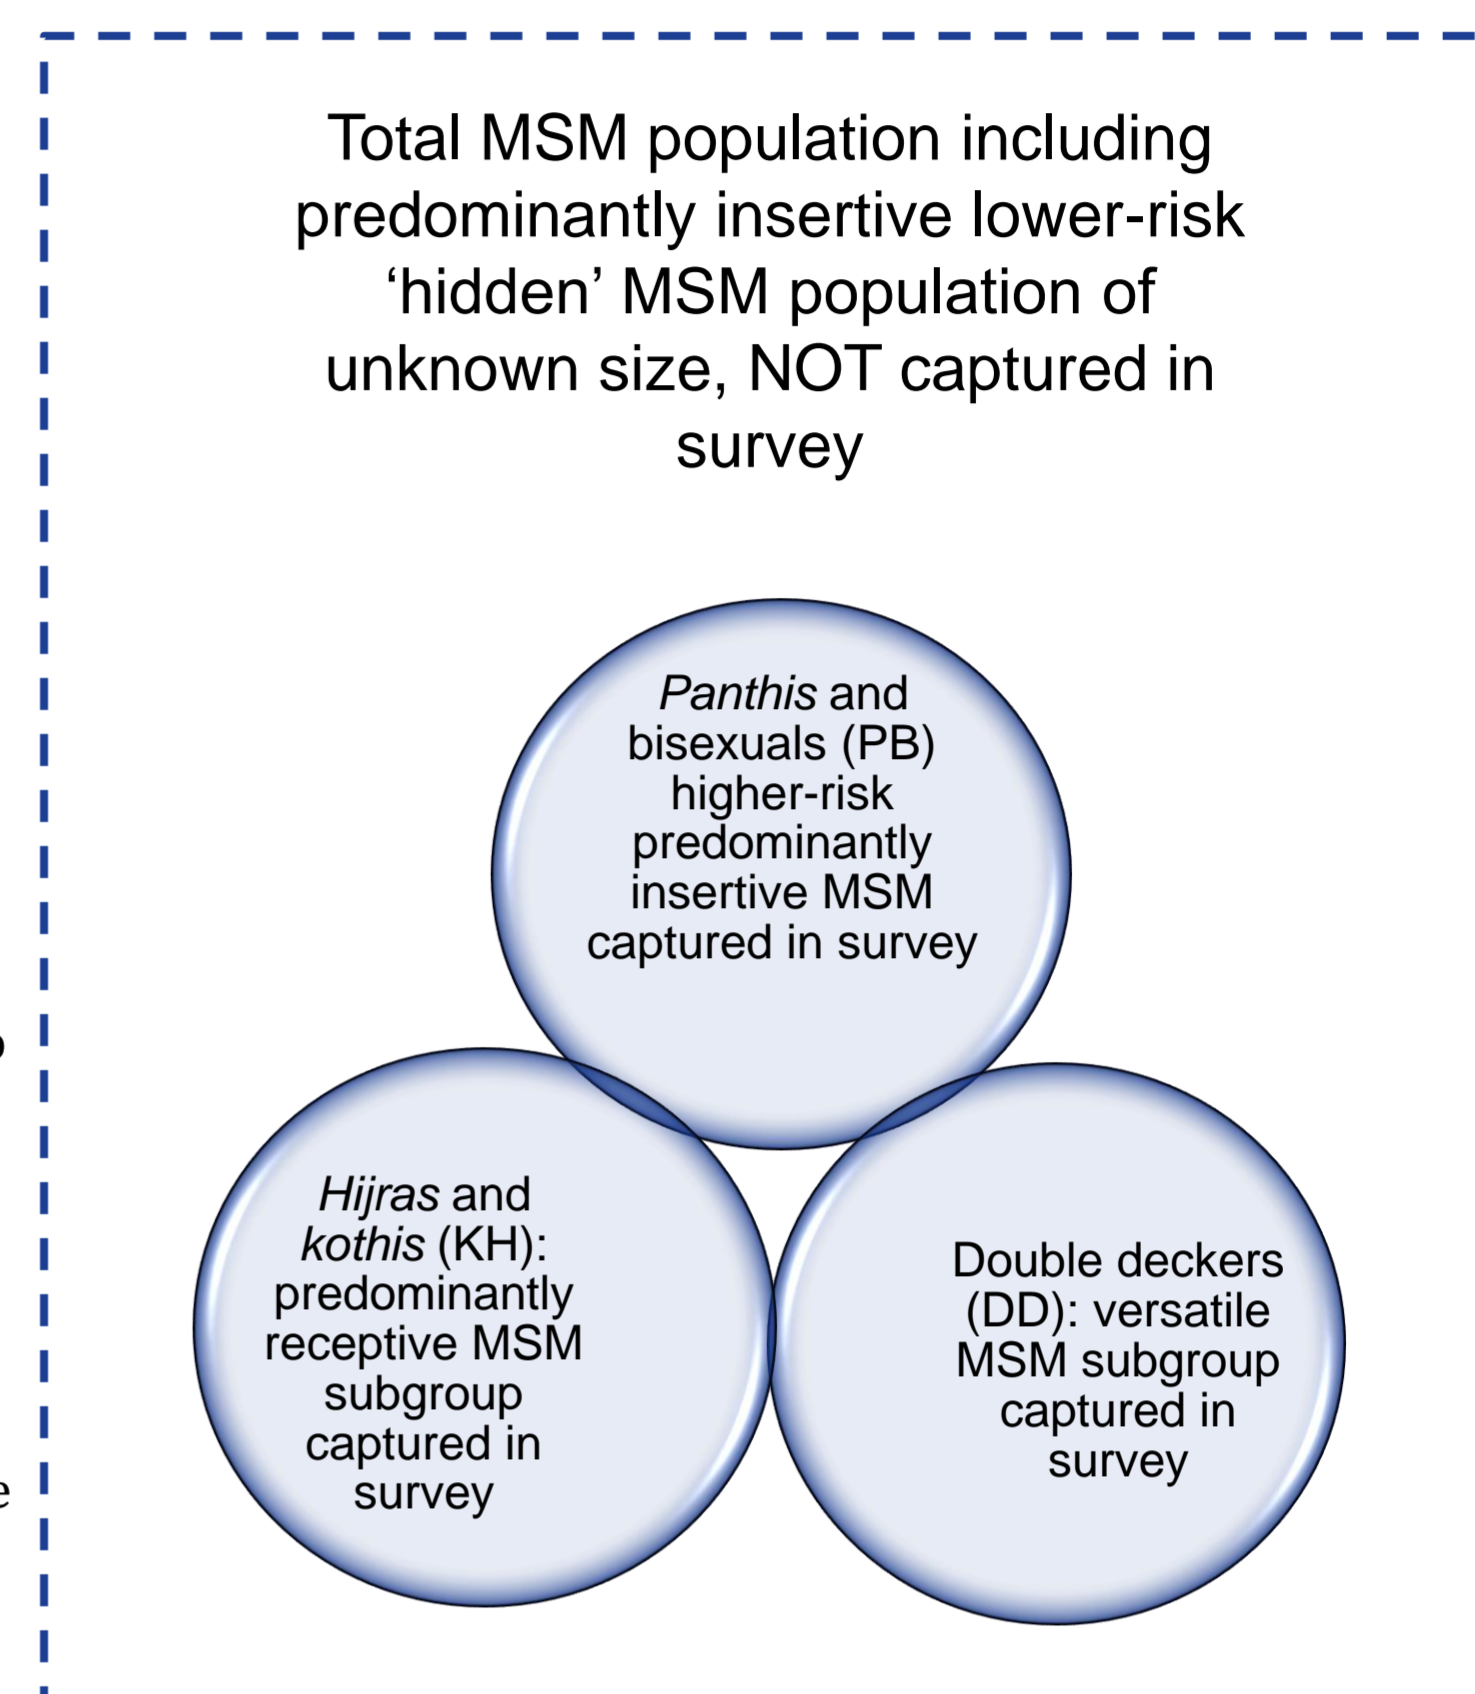 Total MSM population including
predominantly insertive lower-risk
‘hidden’ MSM population of
unknown size, NOT captured in
survey
Panthis and
bisexuals (PB)
higher-risk
predominantly
insertive MSM
captured in survey
Hijras and
kothis (KH):
predominantly
receptive MSM
subgroup
captured in
survey
Double deckers
(DD): versatile
MSM subgroup
captured in
survey